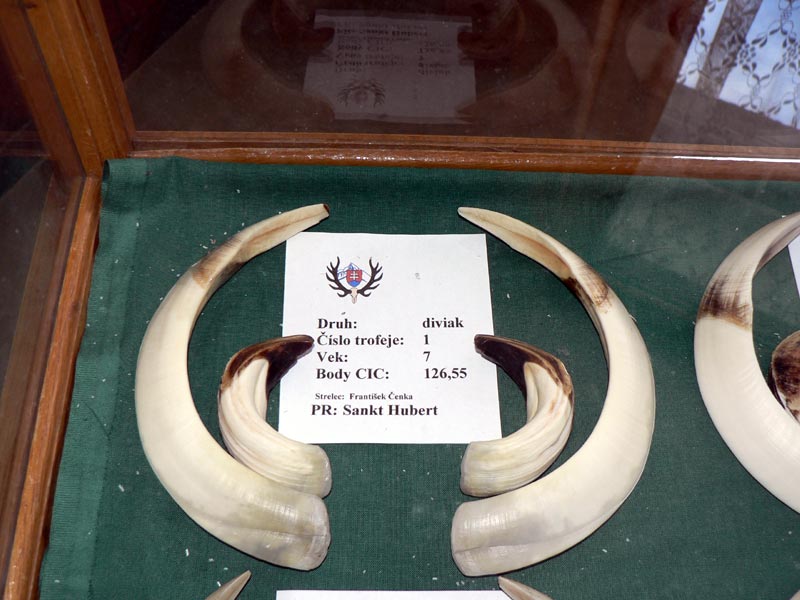 Druh: diviak
Číslo trofeje: 1
Vek: 7
Body CIC: 126,55
Strelec: František Čenka
PR: Sankt Hubert